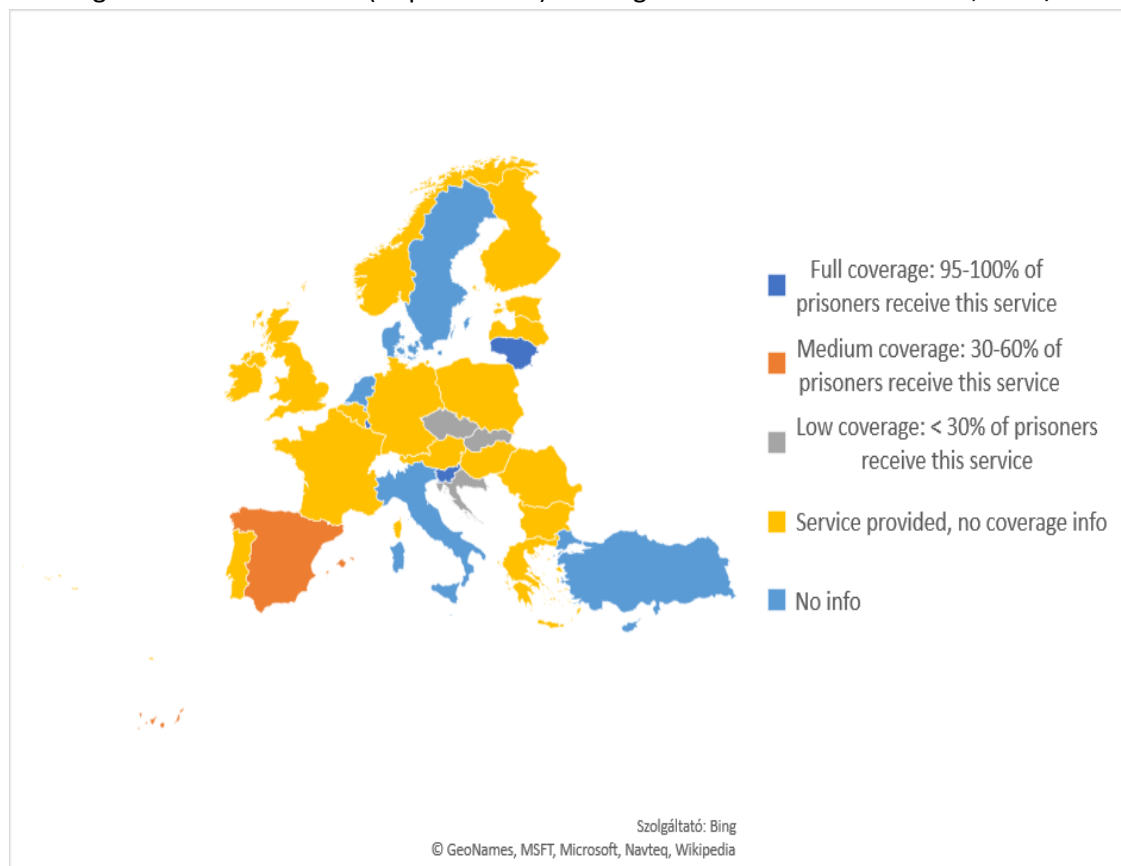 Full coverage: 95-100% of
prisoners receive this service
Medium coverage: 30-60% of
prisoners receive this service
Low coverage: < 30% of prisoners
receive this service
Service provided, no coverage info
No info
Szolgáltató: Bing
© GeoNames, MSFT, Microsoft, Navteq, Wikipedia